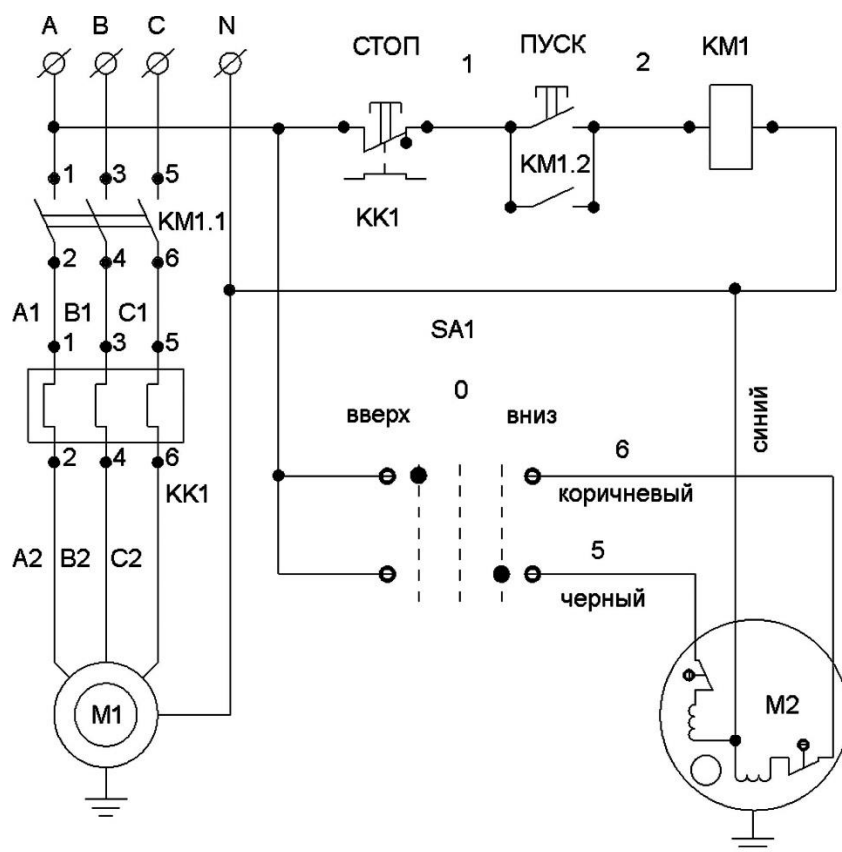 A B C N
СТОП 1 ПУСК 2 KM1
1 3 5
KM1.2
KM1.1
KK1
2 4 6
A1 B1 C1
1 3 5
SA1
0
вверх вниз
синий
2 4 6
6
KK1
коричневый
A2 B2 C2
5
черный
M1
M2